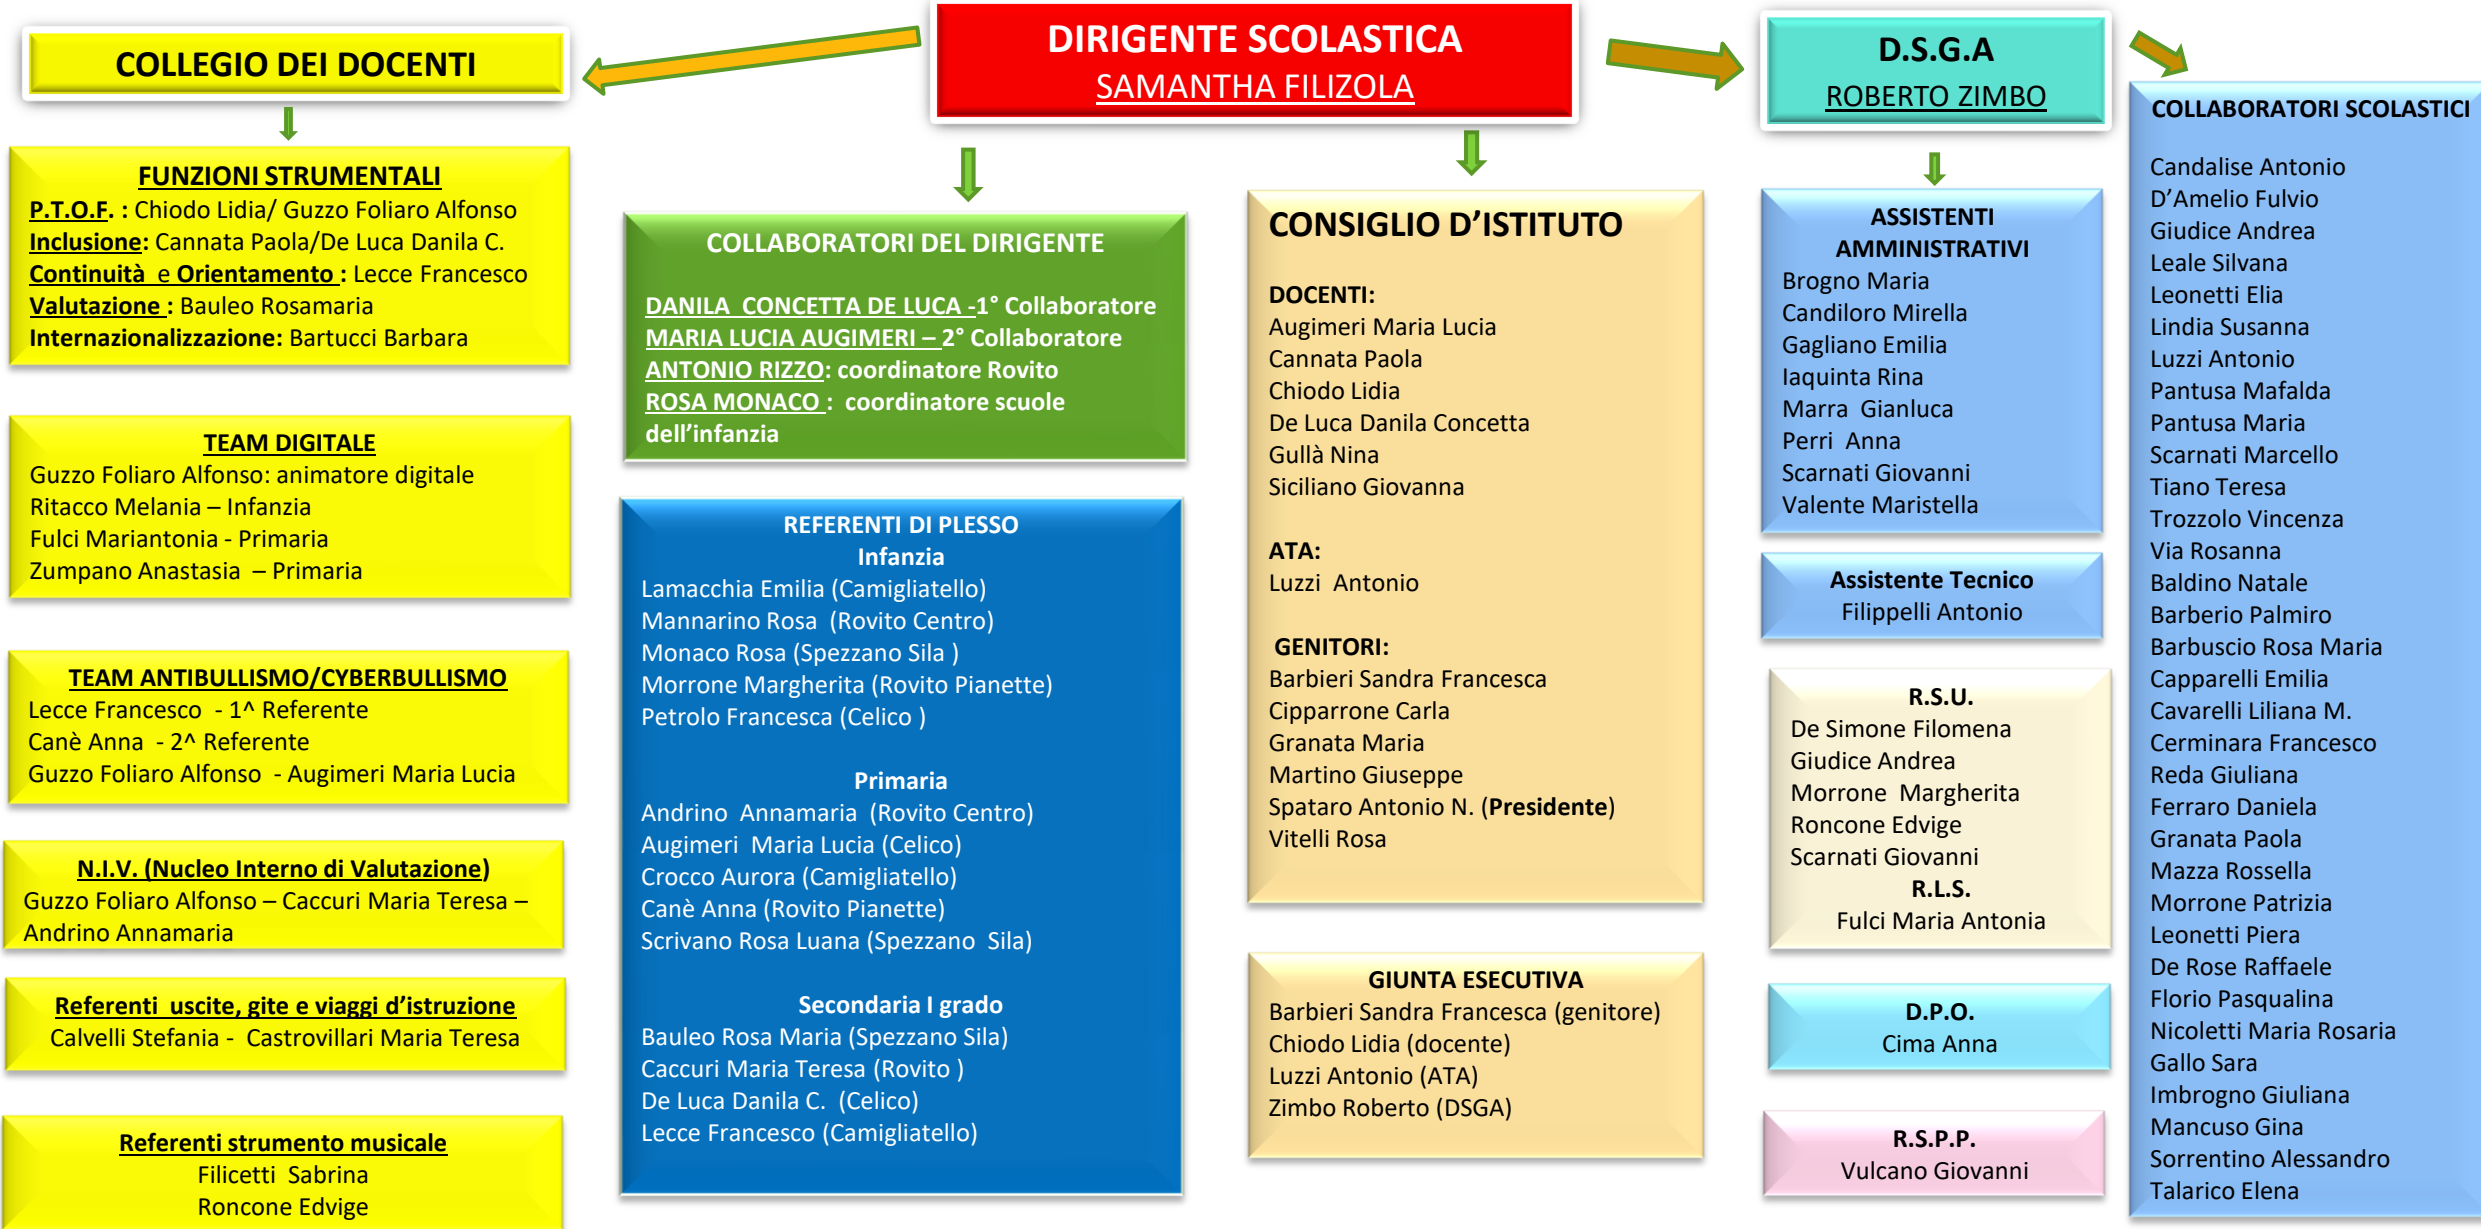 COLLEGIO DEI DOCENTI
FUNZIONI STRUMENTALI
P.T.O.F. : Chiodo Lidia/ Guzzo Foliaro Alfonso
Inclusione: Cannata Paola/De Luca Danila C.
Continuità e Orientamento : Lecce Francesco
Valutazione : Bauleo Rosamaria
Internazionalizzazione: Bartucci Barbara
TEAM DIGITALE
Guzzo Foliaro Alfonso: animatore digitale
Ritacco Melania – Infanzia
Fulci Mariantonia - Primaria
Zumpano Anastasia – Primaria
TEAM ANTIBULLISMO/CYBERBULLISMO
Lecce Francesco - 1^ Referente
Canè Anna - 2^ Referente
Guzzo Foliaro Alfonso - Augimeri Maria Lucia
N.I.V. (Nucleo Interno di Valutazione)
Guzzo Foliaro Alfonso – Caccuri Maria Teresa –
Andrino Annamaria
Referenti uscite, gite e viaggi d'istruzione
Calvelli Stefania - Castrovillari Maria Teresa
Referenti strumento musicale
Filicetti Sabrina
Roncone Edvige
DIRIGENTE SCOLASTICA
SAMANTHA FILIZOLA
COLLABORATORI DEL DIRIGENTE
DANILA CONCETTA DE LUCA -1° Collaboratore
MARIA LUCIA AUGIMERI – 2° Collaboratore
ANTONIO RIZZO: coordinatore Rovito
ROSA MONACO : coordinatore scuole
dell'infanzia
REFERENTI DI PLESSO
Infanzia
Lamacchia Emilia (Camigliatello)
Mannarino Rosa (Rovito Centro)
Monaco Rosa (Spezzano Sila )
Morrone Margherita (Rovito Pianette)
Petrolo Francesca (Celico )
Primaria
Andrino Annamaria (Rovito Centro)
Augimeri Maria Lucia (Celico)
Crocco Aurora (Camigliatello)
Canè Anna (Rovito Pianette)
Scrivano Rosa Luana (Spezzano Sila)
Secondaria I grado
Bauleo Rosa Maria (Spezzano Sila)
Caccuri Maria Teresa (Rovito )
De Luca Danila C. (Celico)
Lecce Francesco (Camigliatello)
CONSIGLIO D'ISTITUTO
DOCENTI:
Augimeri Maria Lucia
Cannata Paola
Chiodo Lidia
De Luca Danila Concetta
Gullà Nina
Siciliano Giovanna
ATA:
Luzzi Antonio
GENITORI:
Barbieri Sandra Francesca
Cipparrone Carla
Granata Maria
Martino Giuseppe
Spataro Antonio N. (Presidente)
Vitelli Rosa
GIUNTA ESECUTIVA
Barbieri Sandra Francesca (genitore)
Chiodo Lidia (docente)
Luzzi Antonio (ATA)
Zimbo Roberto (DSGA)
D.S.G.A
ROBERTO ZIMBO
ASSISTENTI
AMMINISTRATIVI
Brogno Maria
Candiloro Mirella
Gagliano Emilia
Iaquinta Rina
Marra Gianluca
Perri Anna
Scarnati Giovanni
Valente Maristella
Assistente Tecnico
Filippelli Antonio
R.S.U.
De Simone Filomena
Giudice Andrea
Morrone Margherita
Roncone Edvige
Scarnati Giovanni
R.L.S.
Fulci Maria Antonia
D.P.O.
Cima Anna
R.S.P.P.
Vulcano Giovanni
COLLABORATORI SCOLASTICI
Candalise Antonio
D'Amelio Fulvio
Giudice Andrea
Leale Silvana
Leonetti Elia
Lindia Susanna
Luzzi Antonio
Pantusa Mafalda
Pantusa Maria
Scarnati Marcello
Tiano Teresa
Trozzolo Vincenza
Via Rosanna
Baldino Natale
Barberio Palmiro
Barbuscio Rosa Maria
Capparelli Emilia
Cavarelli Liliana M.
Cerminara Francesco
Reda Giuliana
Ferraro Daniela
Granata Paola
Mazza Rossella
Morrone Patrizia
Leonetti Piera
De Rose Raffaele
Florio Pasqualina
Nicoletti Maria Rosaria
Gallo Sara
Imbrogno Giuliana
Mancuso Gina
Sorrentino Alessandro
Talarico Elena